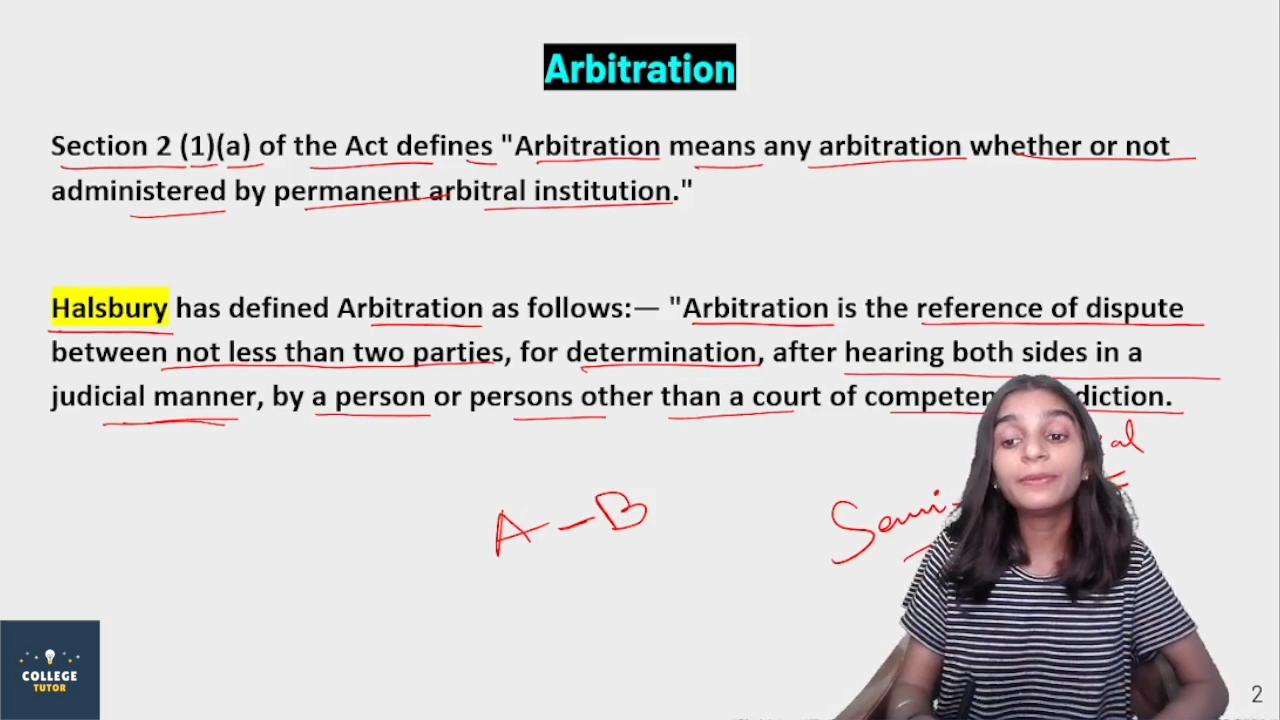 Arbitration
Section 2 (1)(a) of the Act defines "Arbitration means any arbitration whether or not
administered by permanent arbitral institution."
Halsbury has defined Arbitration as follows:— "Arbitration is the reference of dispute
between not less than two parties, for determination, after hearing both sides in a
judicial manner, by a person or persons other than a court of
A – B
COLLEGE
TUTOR
2